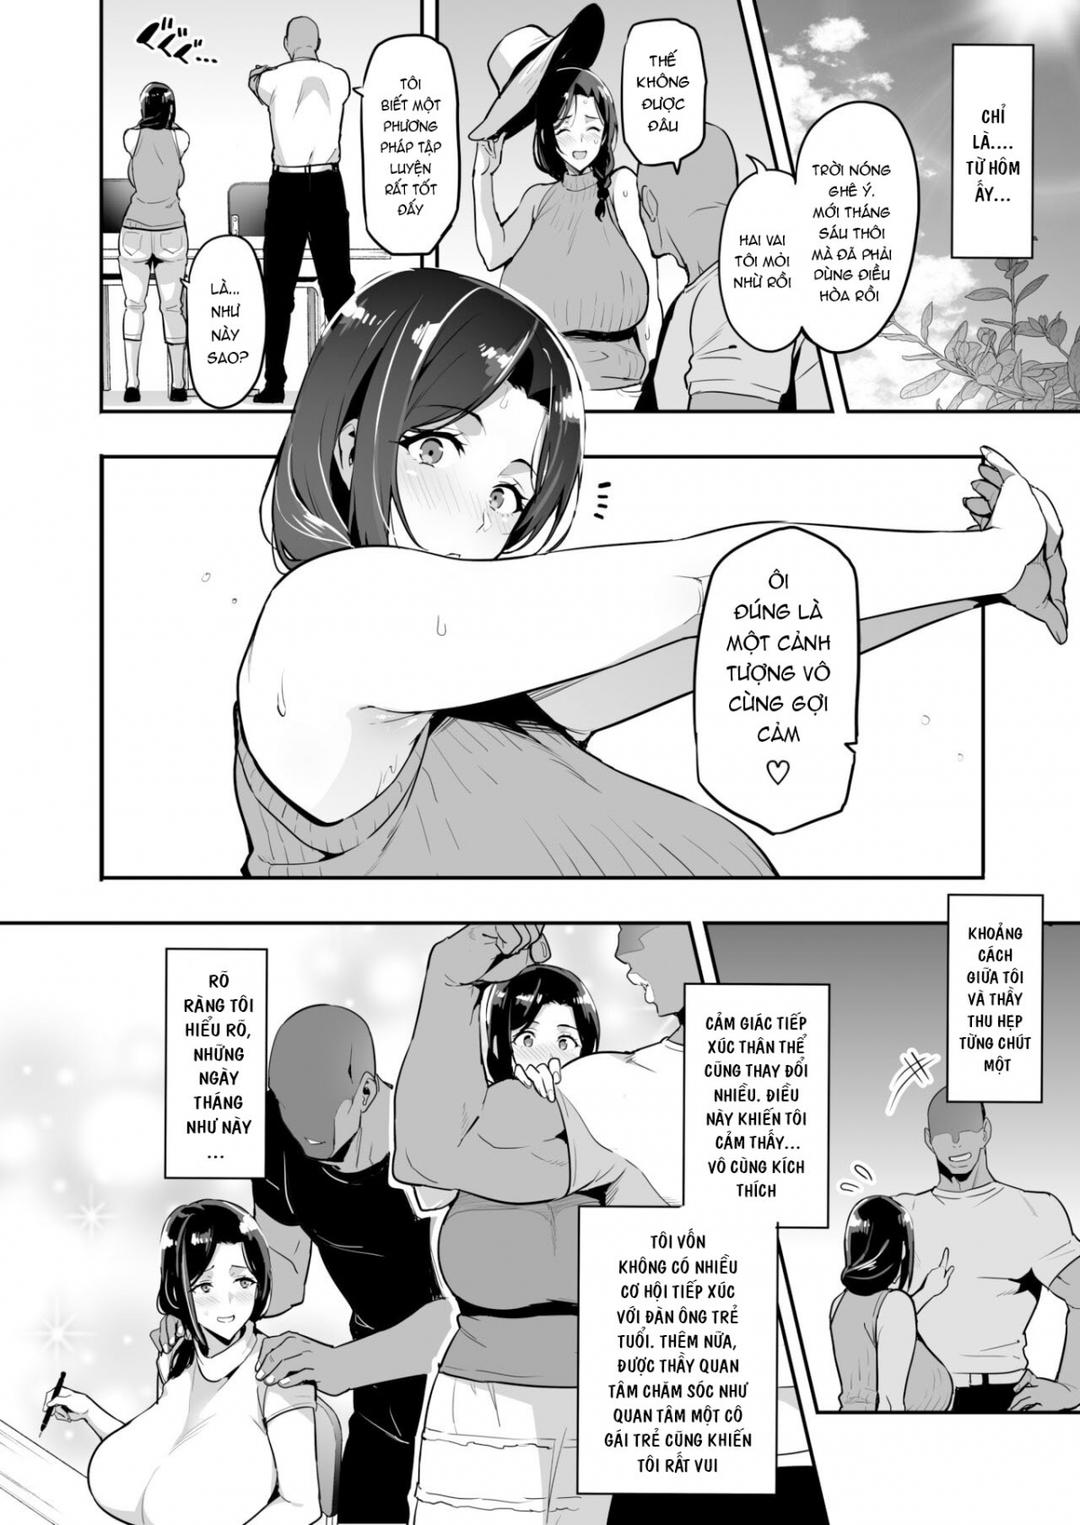 CHỈ
LÀ....
TỪ HÔM
ẤY...
TRỜI NÓNG
GHÊ Ý.
MỚI THÁNG
SÁU THÔI
MÀ ĐÃ PHẢI
DÙNG ĐIỀU
HÒA RỒI
HAI VAI
TÔI MỎI
NHỪ RỒI
THẾ
KHÔNG
ĐƯỢC
ĐÂU
TÔI
BIẾT MỘT
PHƯƠNG
PHÁP TẬP
LUYỆN
RẤT TỐT
ĐẤY
LÀ...
NHƯ
NÀY
SAO?
ÔI
ĐÚNG LÀ
MỘT CẢNH
TƯỢNG VÔ
CÙNG GỢI
CẢM
♡
KHOẢNG
CÁCH
GIỮA TÔI
VÀ THẦY
THU HẸP
TỪNG CHÚT
MỘT
CẢM GIÁC TIẾP
XÚC THÂN THỂ
CŨNG THAY ĐỔI
NHIỀU. ĐIỀU
NÀY KHIẾN TÔI
CẢM THẤY...
VÔ CÙNG KÍCH
THÍCH
TÔI VỐN
KHÔNG CÓ NHIỀU
CƠ HỘI TIẾP XÚC
VỚI ĐÀN ÔNG TRẺ
TUỔI. THÊM NỮA,
ĐƯỢC THẦY QUAN
TÂM CHĂM SÓC NHƯ
QUAN TÂM MỘT CÔ
GÁI TRẺ CŨNG KHIẾN
TÔI RẤT VUI
RÕ
RÀNG TÔI
HIỂU RÕ,
NHỮNG
NGÀY
THÁNG
NHƯ NÀY
...